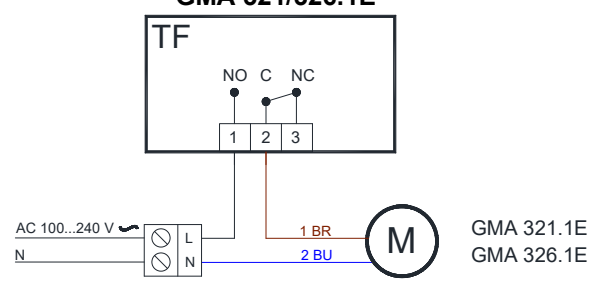 GMA 321/326.1E
TF
NO C NC
1 2 3
AC 100...240 V L
1 BR
N N
2 BU
M
GMA 321.1E
GMA 326.1E